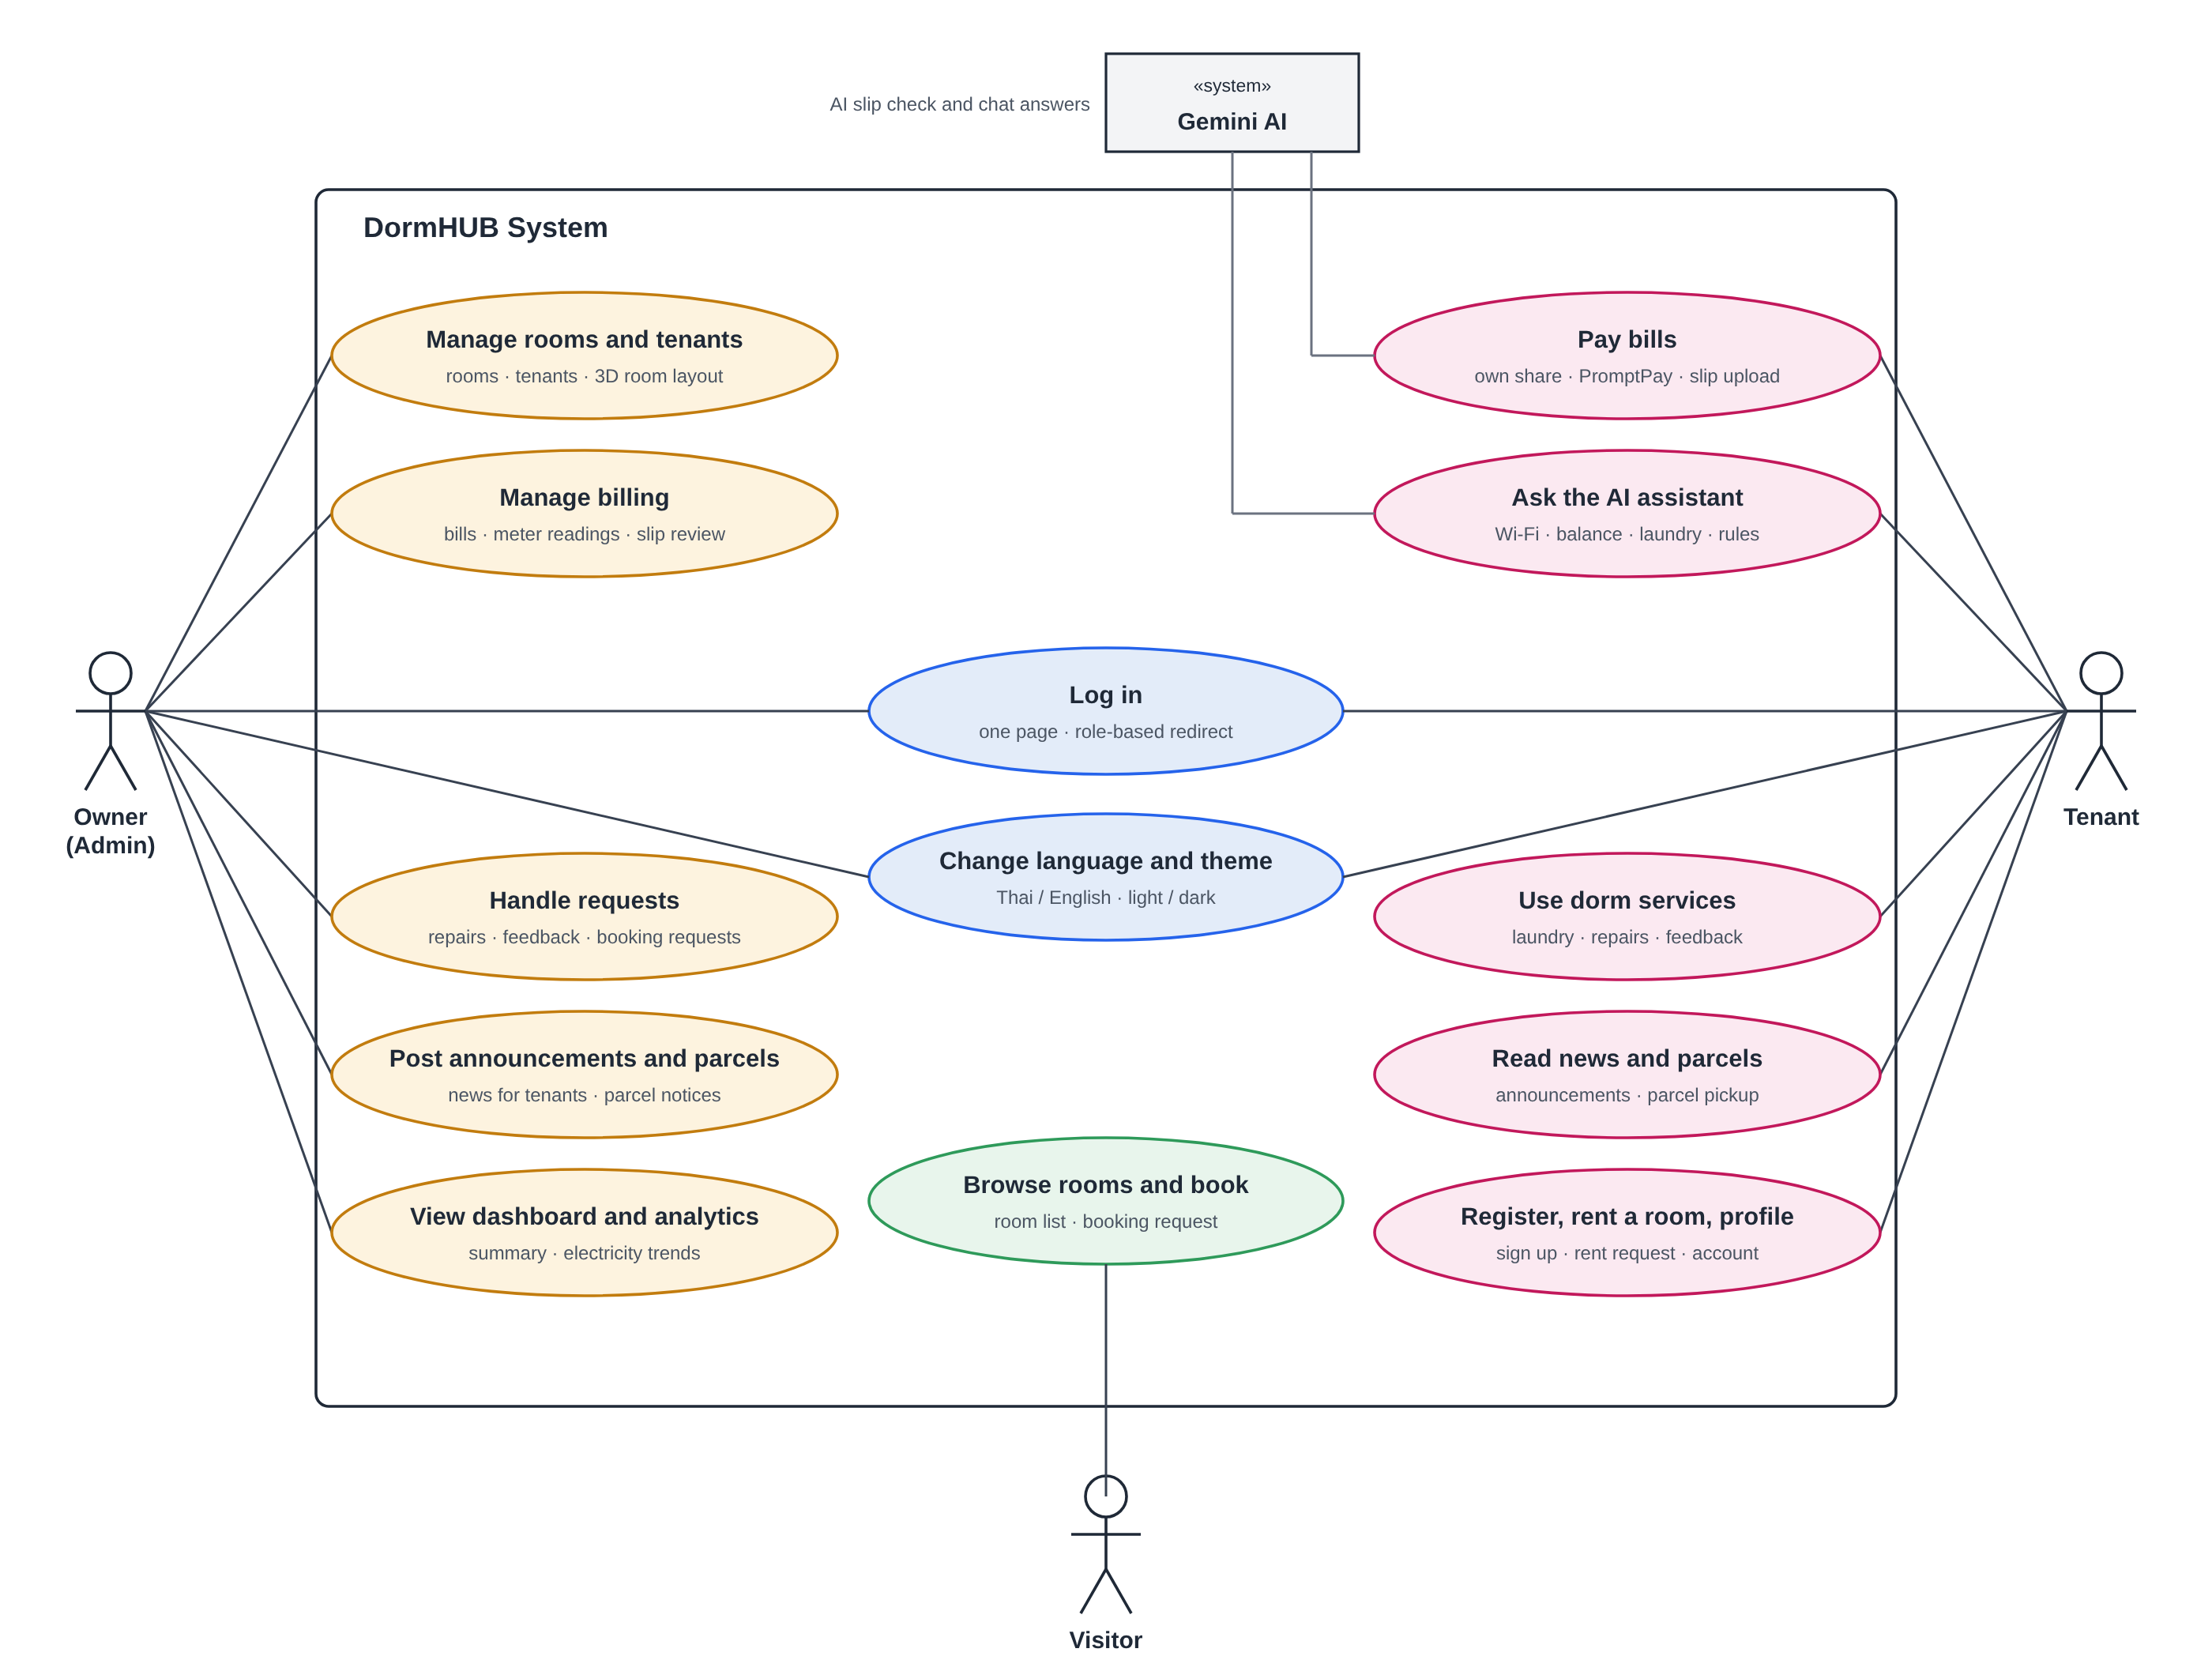 AI slip check and chat answers
«system»
Gemini AI
DormHUB System
Manage rooms and tenants
rooms · tenants · 3D room layout
Pay bills
own share · PromptPay · slip upload
Manage billing
bills · meter readings · slip review
Ask the AI assistant
Wi-Fi · balance · laundry · rules
Log in
one page · role-based redirect
Owner
(Admin)
Tenant
Change language and theme
Thai / English · light / dark
Handle requests
repairs · feedback · booking requests
Use dorm services
laundry · repairs · feedback
Post announcements and parcels
news for tenants · parcel notices
Read news and parcels
announcements · parcel pickup
Browse rooms and book
room list · booking request
View dashboard and analytics
summary · electricity trends
Register, rent a room, profile
sign up · rent request · account
Visitor